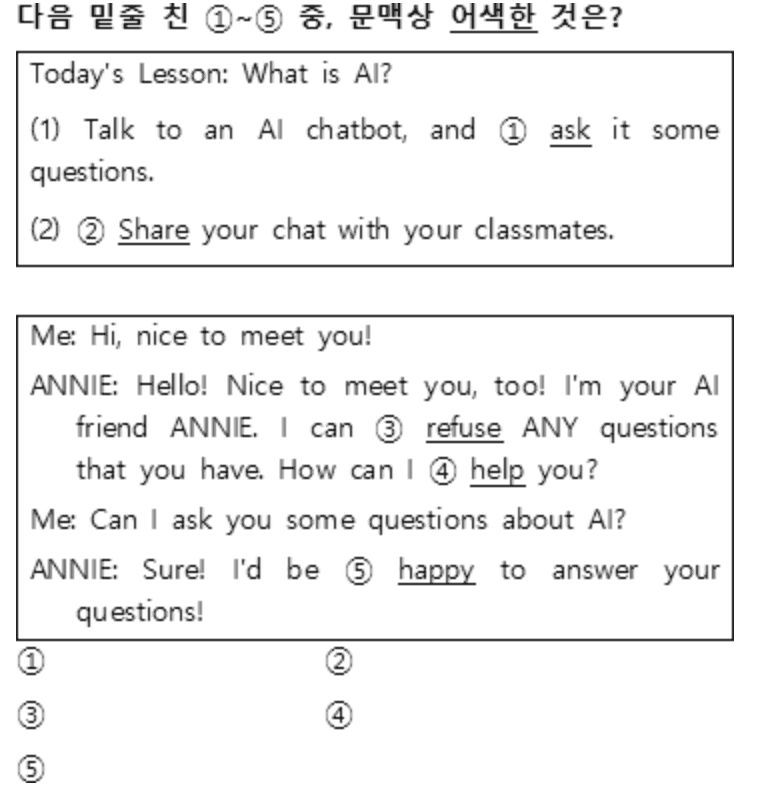 다음 밑줄 친 ①~⑤ 중, 문맥상 어색한 것은?
Today's Lesson: What is AI?
(1) Talk to an AI chatbot, and ① ask it some
questions.
(2) ② Share your chat with your classmates.
Me: Hi, nice to meet you!
ANNIE: Hello! Nice to meet you, too! I'm your AI
friend ANNIE. I can ③ refuse ANY questions
that you have. How can I ④ help you?
Me: Can I ask you some questions about AI?
ANNIE: Sure! I'd be ⑤ happy to answer your
questions!
① ②
③ ④
⑤